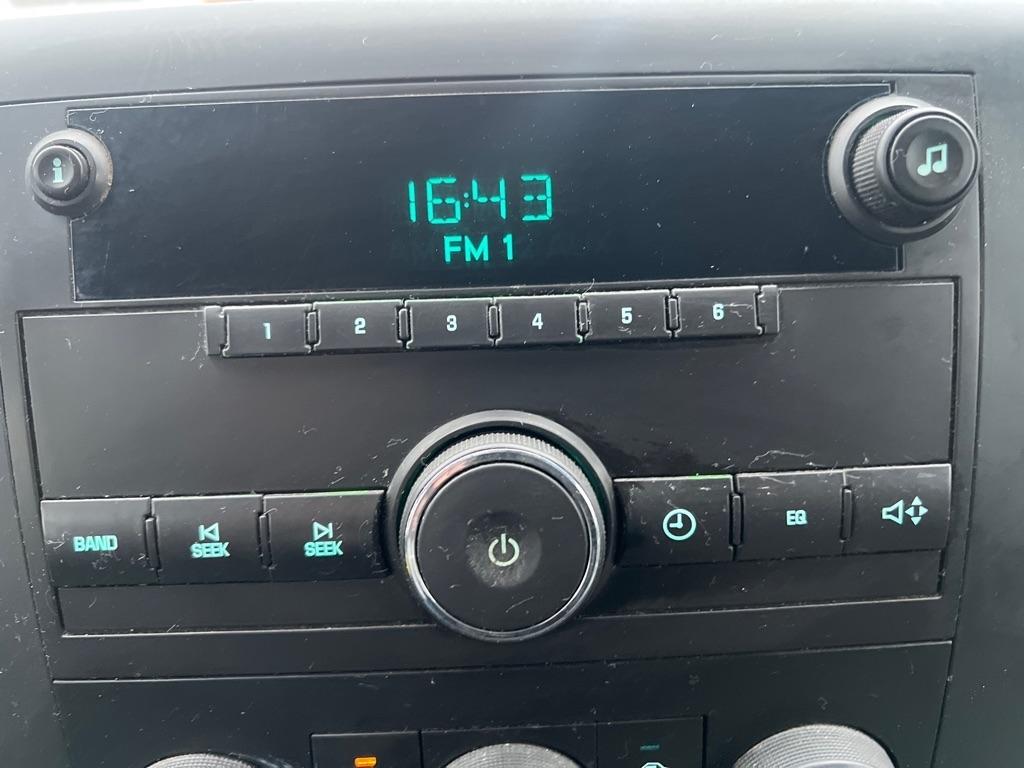 i
16:43
FM 1
1 2 3 4 5 6
BAND SEEK SEEK EQ